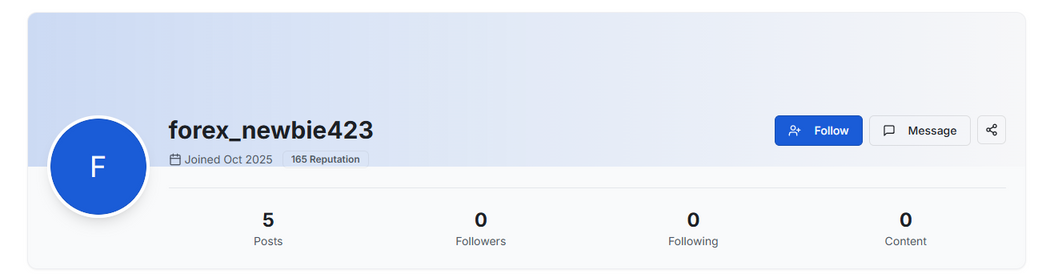 forex_newbie423
Follow
Message
F
Joined Oct 2025
165 Reputation
5
Posts
0
Followers
0
Following
0
Content